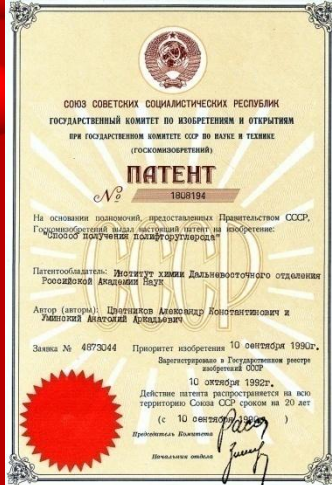 СОЮЗ СОВЕТСКИХ СОЦИАЛИСТИЧЕСКИХ РЕСПУБЛИК
ГОСУДАРСТВЕННЫЙ КОМИТЕТ ПО ИЗОБРЕТЕНИЯМ И ОТКРЫТИЯМ
ПРИ ГОСУДАРСТВЕННОМ КОМИТЕТЕ СССР ПО НАУКЕ И ТЕХНИКЕ
(ГОСКОМИЗОБРЕТЕНИЙ)
ПАТЕНТ
№ 1808194
СССР
На основании полномочий, предоставленных Правительством СССР,
Госкомизобретений выдал настоящий патент на изобретение:
"Способ получения полифторуглерода"
Патентообладатель: Институт химии Дальневосточного отделения
Российской Академии Наук
Автор (авторы): Цветников Александр Константинович и
Уминский Анатолий Аркадьевич
Заявка № 4873044 Приоритет изобретения 10 сентября 1990г.
Зарегистрировано в Государственном реестре
изобретений СССР
10 октября 1992г.
Действие патента распространяется на всю
территорию Союза ССР сроком на 20 лет
(с 10 сентября )
Председатель Комитета
Начальник отдела